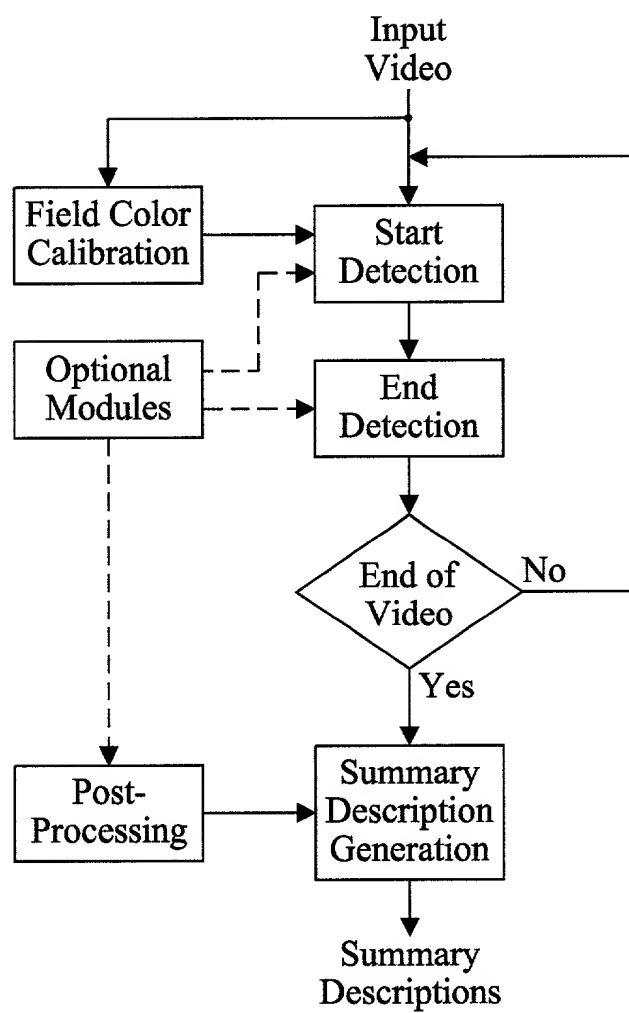 Input
Video
Field Color
Calibration
Start
Detection
Optional
Modules
End
Detection
End of
Video
No
Yes
Post-
Processing
Summary
Description
Generation
Summary
Descriptions